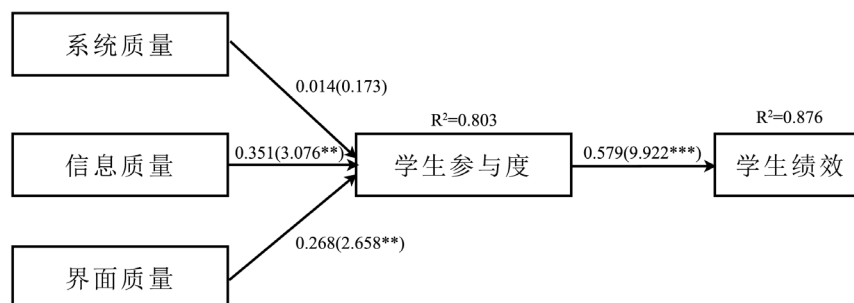 系统质量
0.014(0.173)
R²=0.803
R²=0.876
信息质量
0.351(3.076**)
学生参与度
0.579(9.922***)
学生绩效
0.268(2.658**)
界面质量